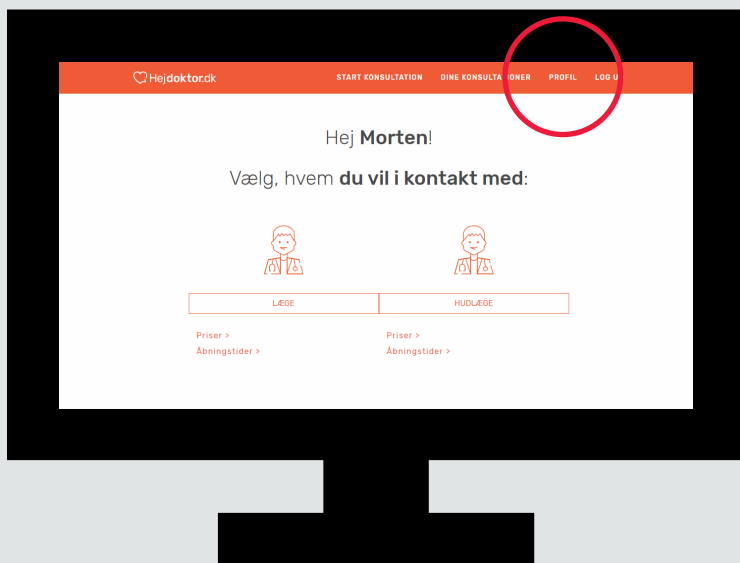 Hejdoktor.dk START KONSULTATION DINE KONSULTATIONER PROFIL LOG U
Hej Morten!
Vælg, hvem du vil i kontakt med:
LÆGE HUDLÆGE
Priser > Priser >
Åbningstider > Åbningstider >